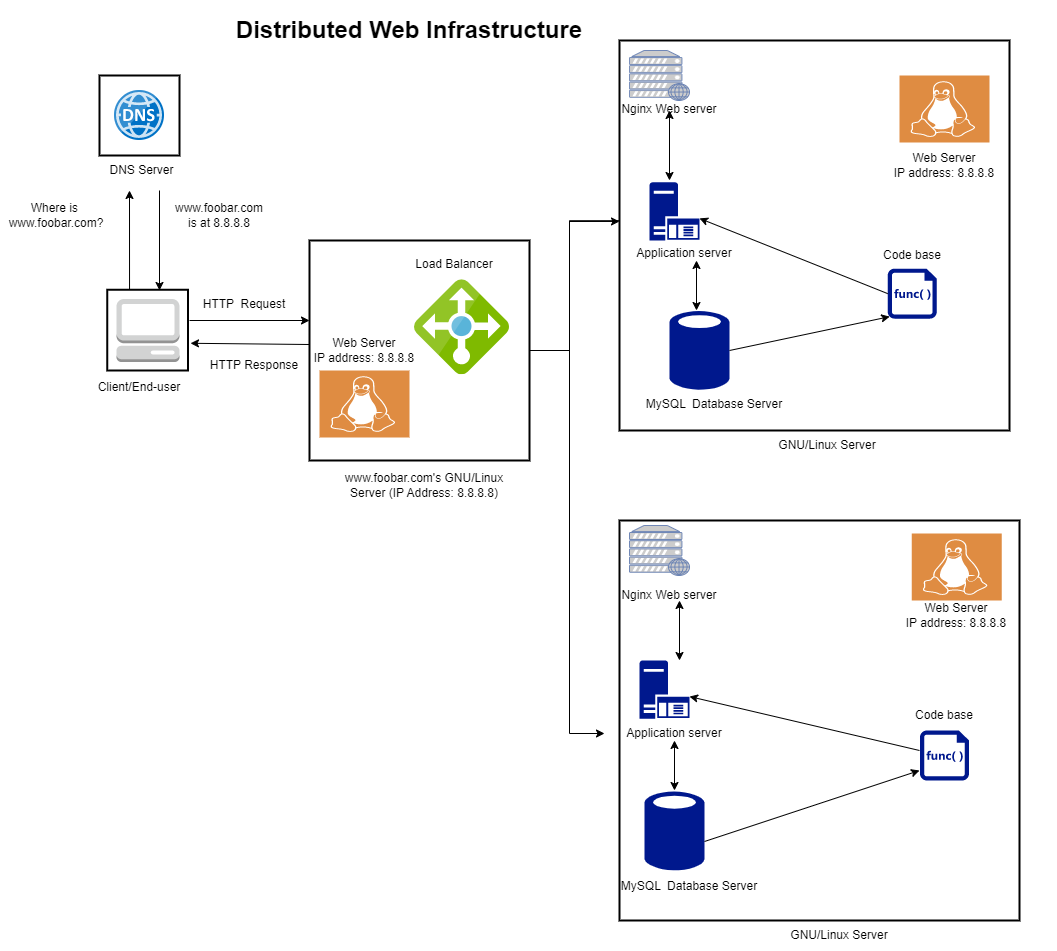 Distributed Web Infrastructure
DNS
DNS Server
Where is
www.foobar.com?
www.foobar.com
is at 8.8.8.8
Client/End-user
HTTP Request
HTTP Response
Load Balancer
Web Server
IP address: 8.8.8.8
www.foobar.com's GNU/Linux
Server (IP Address: 8.8.8.8)
Nginx Web server
Web Server
IP address: 8.8.8.8
Application server
Code base
func( )
MySQL Database Server
GNU/Linux Server
Nginx Web server
Web Server
IP address: 8.8.8.8
Application server
Code base
func( )
MySQL Database Server
GNU/Linux Server